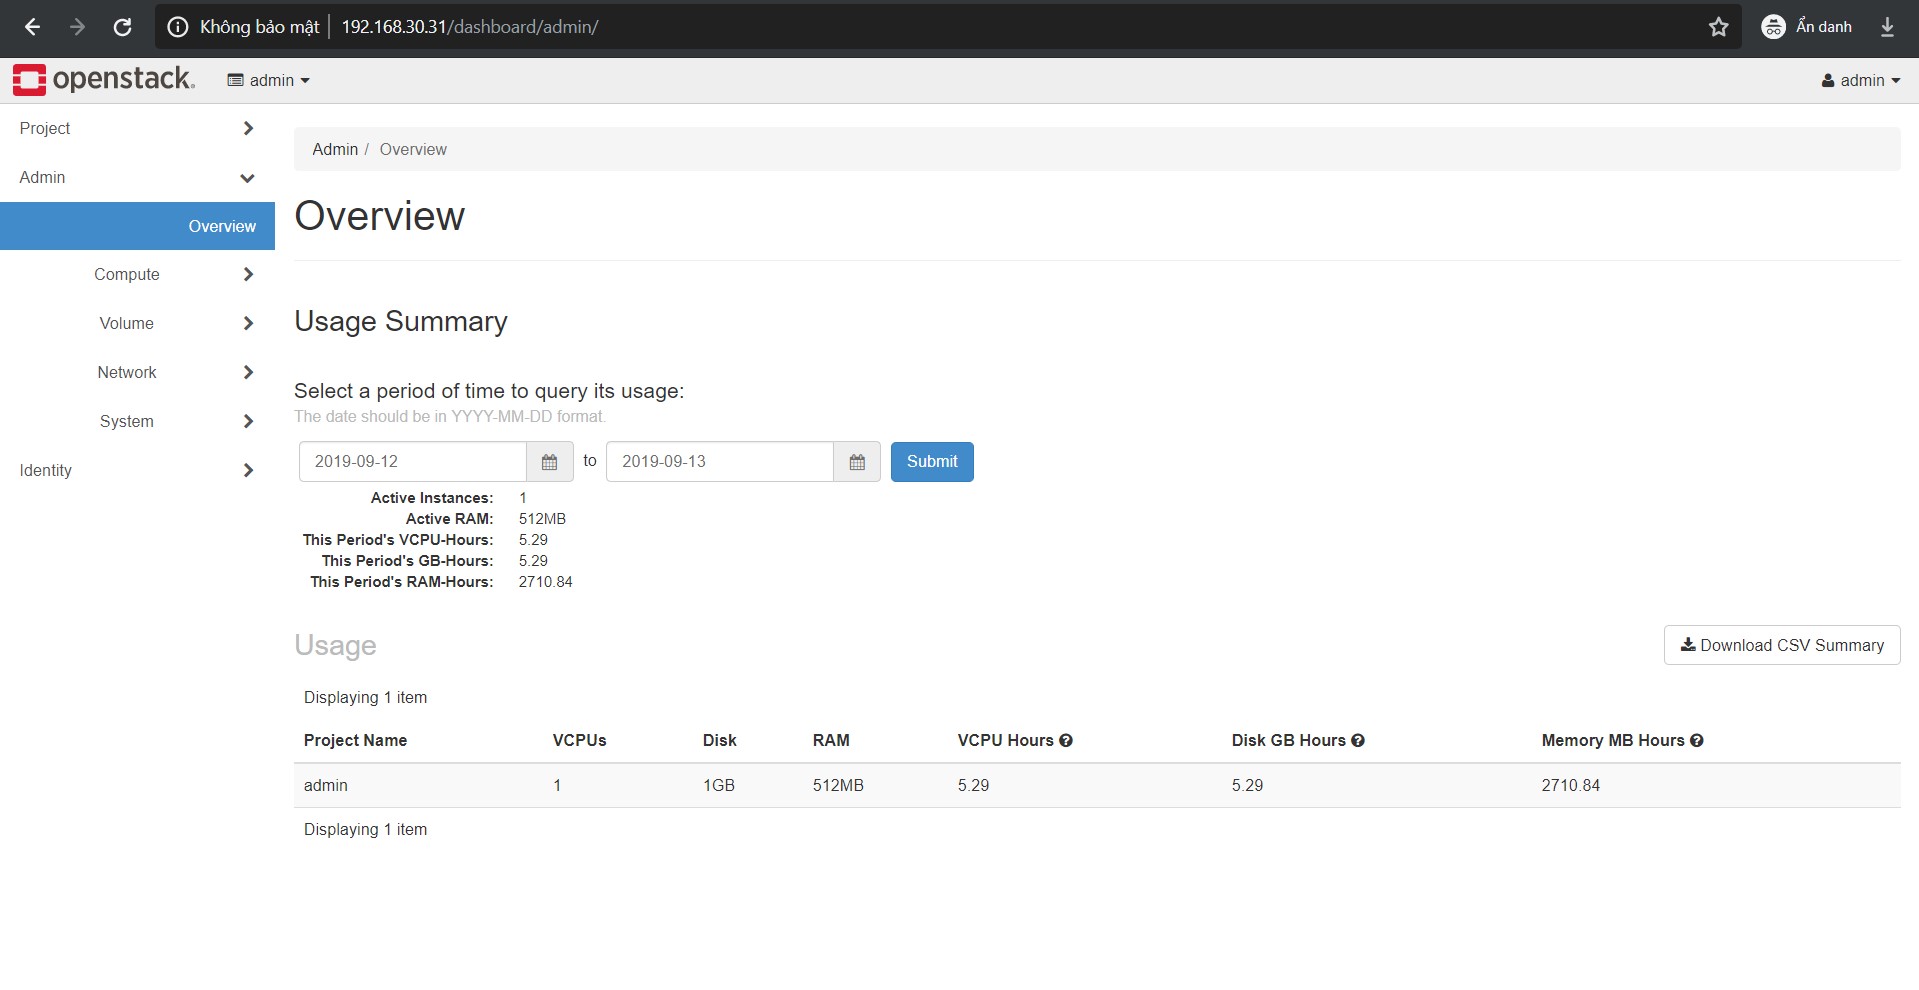 Không bảo mật 192.168.30.31/dashboard/admin/ Ẩn danh
openstack. admin admin
Project
Admin
Overview
Compute
Volume
Network
System
Identity
Admin / Overview
Overview
Usage Summary
Select a period of time to query its usage:
The date should be in YYYY-MM-DD format.
2019-09-12 to 2019-09-13 Submit
Active Instances: 1
Active RAM: 512MB
This Period's VCPU-Hours: 5.29
This Period's GB-Hours: 5.29
This Period's RAM-Hours: 2710.84
Usage Download CSV Summary
Displaying 1 item
Project Name VCPUs Disk RAM VCPU Hours Disk GB Hours Memory MB Hours
admin 1 1GB 512MB 5.29 5.29 2710.84
Displaying 1 item